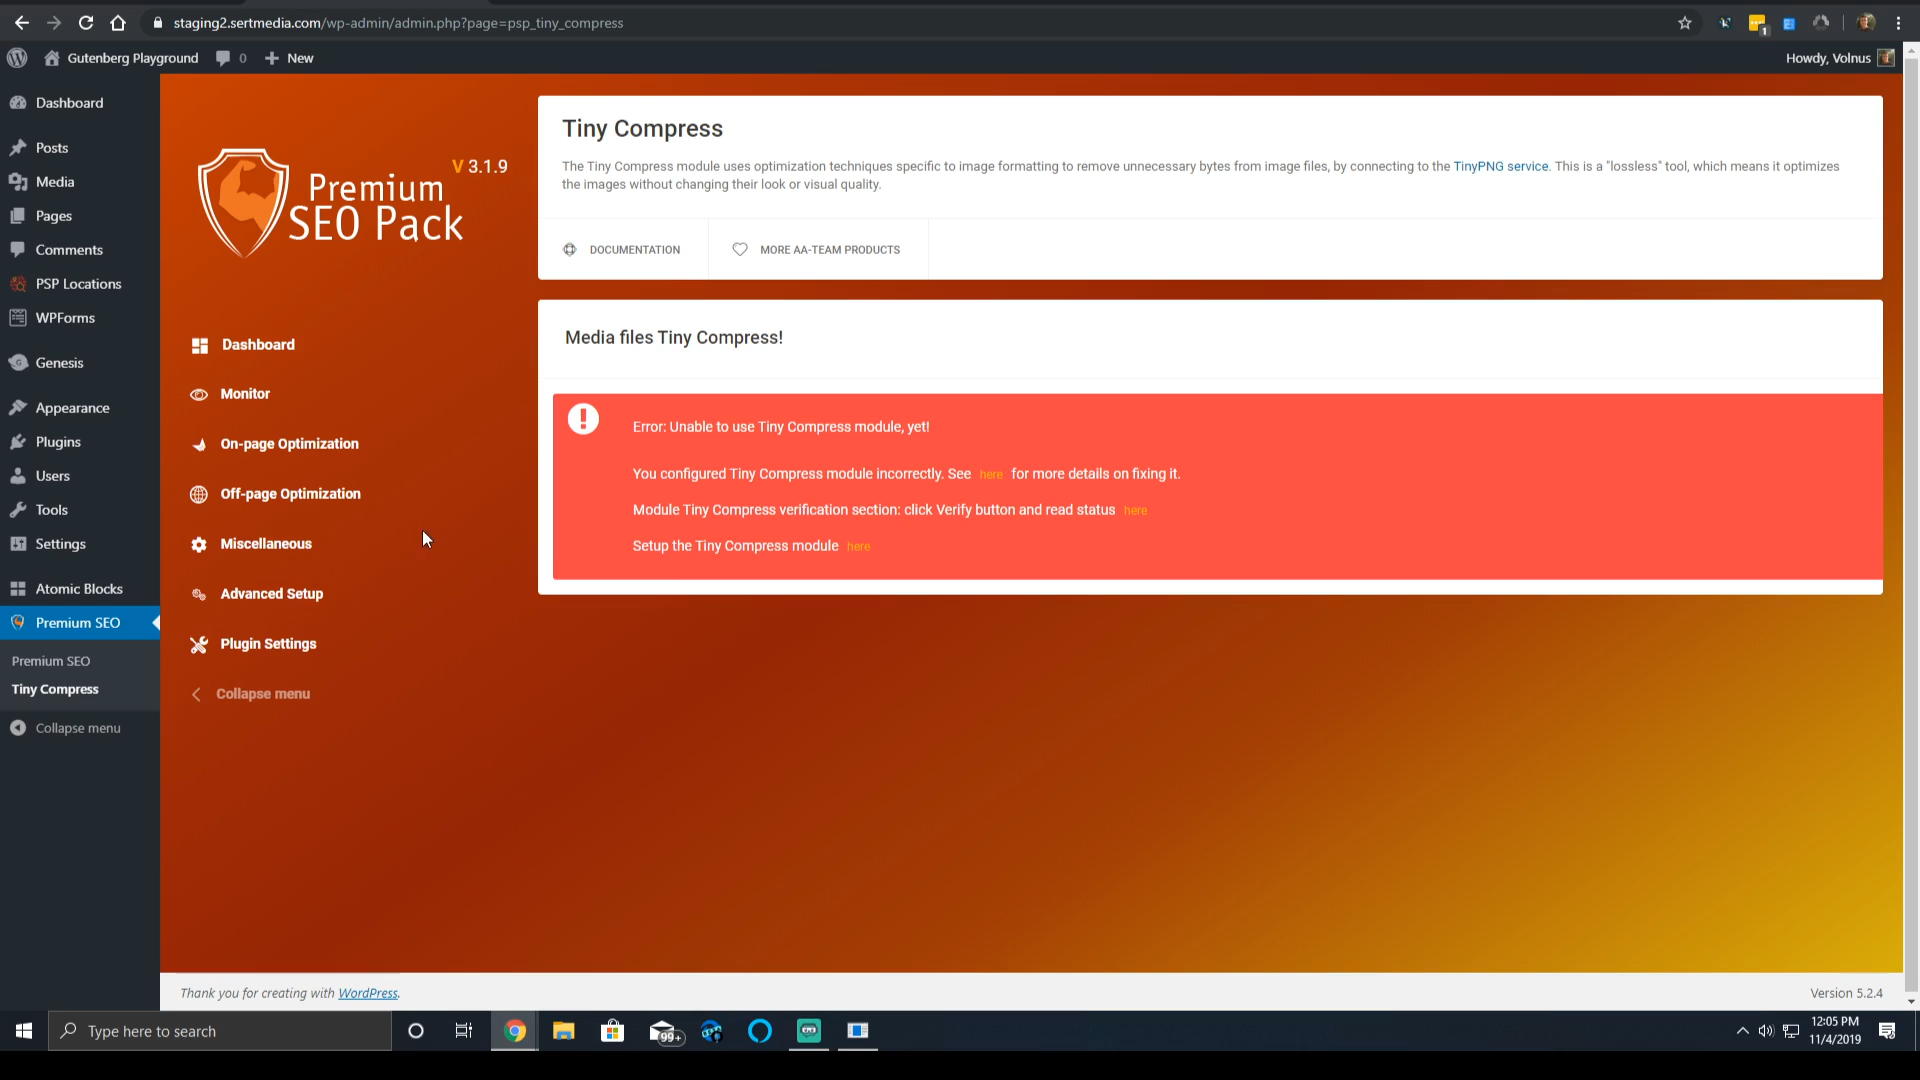 staging2.sertmedia.com/wp-admin/admin.php?page=psp_tiny_compress
1
Gutenberg Playground
0
New
Howdy, Volnus
Dashboard
Posts
Media
Pages
Comments
PSP Locations
WPForms
Genesis
Appearance
Plugins
Users
Tools
Settings
Atomic Blocks
Premium SEO
Premium SEO
Tiny Compress
Collapse menu
V 3.1.9
Premium
SEO Pack
Dashboard
Monitor
On-page Optimization
Off-page Optimization
Miscellaneous
Advanced Setup
Plugin Settings
Collapse menu
Tiny Compress
The Tiny Compress module uses optimization techniques specific to image formatting to remove unnecessary bytes from image files, by connecting to the TinyPNG service. This is a "lossless" tool, which means it optimizes
the images without changing their look or visual quality.
DOCUMENTATION
MORE AA-TEAM PRODUCTS
Media files Tiny Compress!
Error: Unable to use Tiny Compress module, yet!
You configured Tiny Compress module incorrectly. See here for more details on fixing it.
Module Tiny Compress verification section: click Verify button and read status here
Setup the Tiny Compress module here
Thank you for creating with WordPress.
Version 5.2.4
Type here to search
99+
12:05 PM
11/4/2019